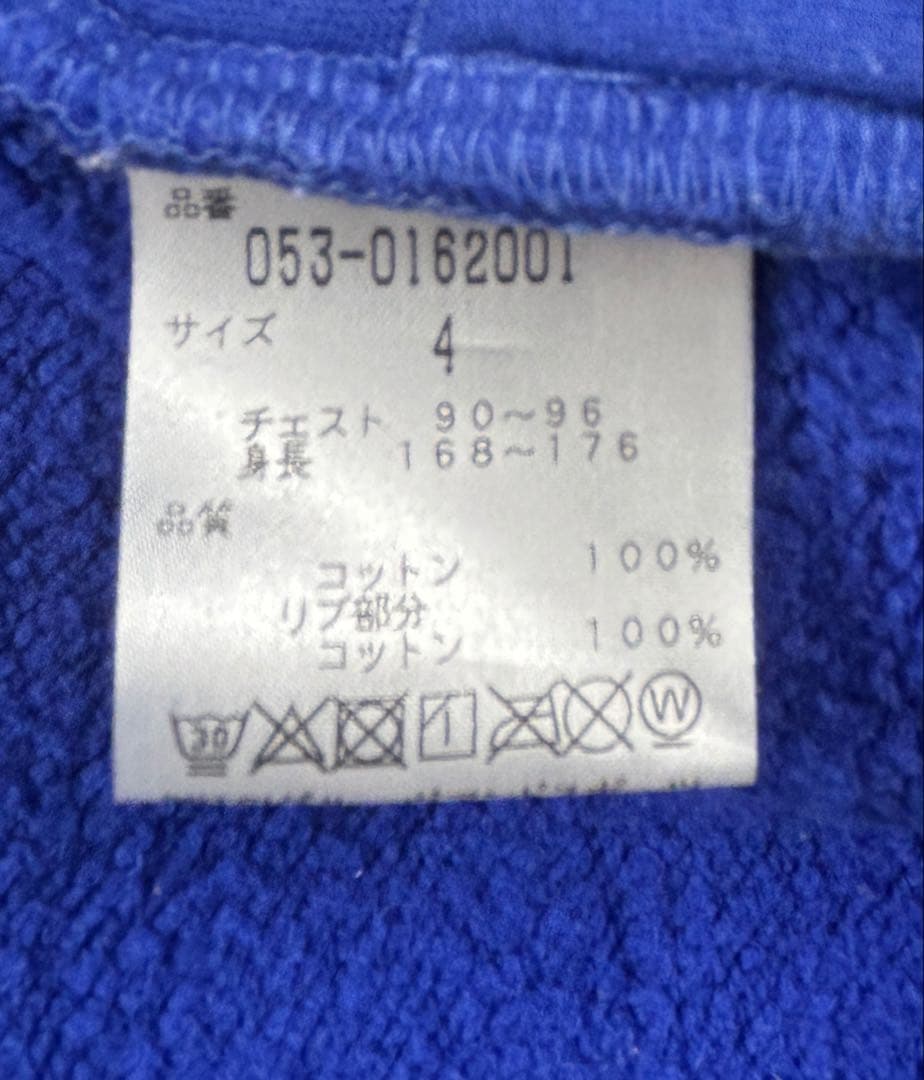 品番
053-0162001
サイズ 4
チェスト 90～96
身長 168～176
品質
コットン 100%
リブ部分
コットン 100%
30 W